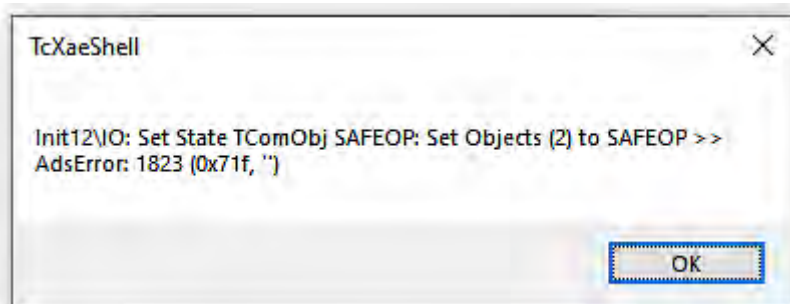 TcXaeShell
Init12\IO: Set State TComObj SAFEOP: Set Objects (2) to SAFEOP >>
AdsError: 1823 (0x71f, '')
OK